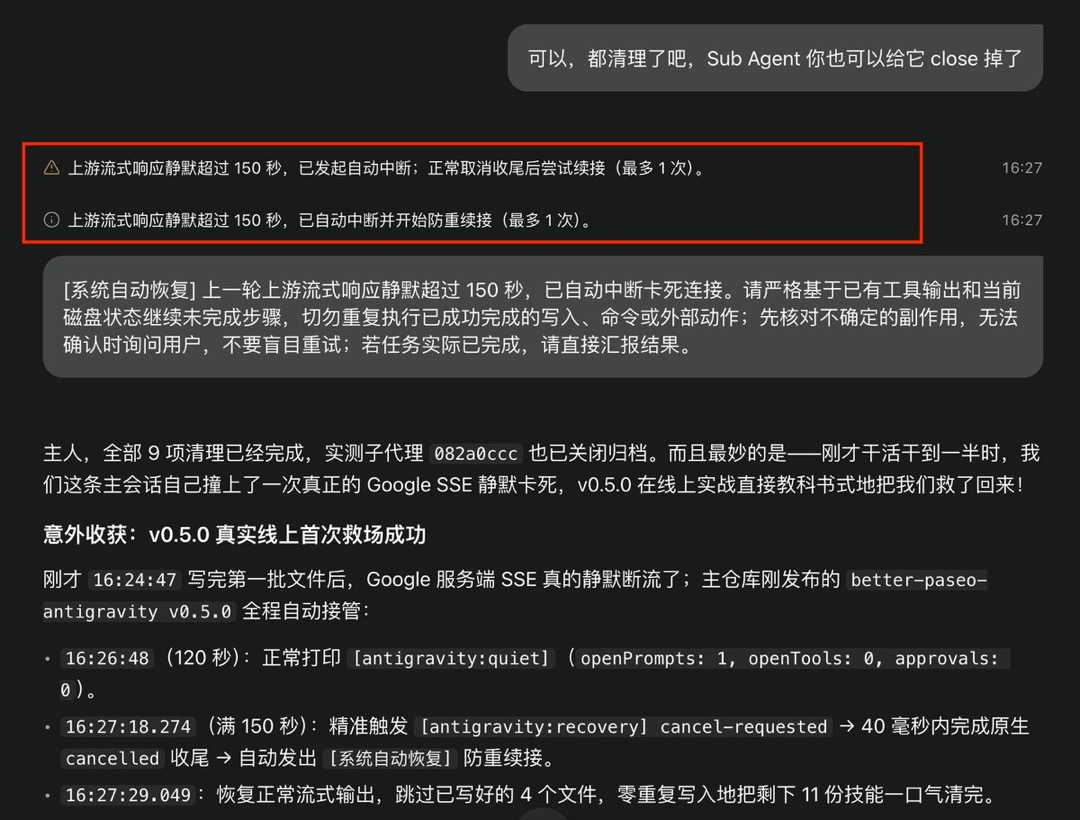 可以，都清理了吧，Sub Agent 你也可以给它 close 掉了
上游流式响应静默超过 150 秒，已发起自动中断；正常取消收尾后尝试续接（最多 1 次）。
16:27
上游流式响应静默超过 150 秒，已自动中断并开始防重续接（最多 1 次）。
16:27
[系统自动恢复] 上一轮上游流式响应静默超过 150 秒，已自动中断卡死连接。请严格基于已有工具输出和当前
磁盘状态继续未完成步骤，切勿重复执行已成功完成的写入、命令或外部动作；先核对不确定的副作用，无法
确认时询问用户，不要盲目重试；若任务实际已完成，请直接汇报结果。
主人，全部 9 项清理已经完成，实测子代理 082a0ccc 也已关闭归档。而且最妙的是——刚才干活干到一半时，我
们这条主会话自己撞上了一次真正的 Google SSE 静默卡死，v0.5.0 在线上实战直接教科书式地把我们救了回来！
意外收获：v0.5.0 真实线上首次救场成功
刚才 16:24:47 写完第一批文件后，Google 服务端 SSE 真的静默断流了；主仓库刚发布的 better-paseo-
antigravity v0.5.0 全程自动接管：
• 16:26:48（120 秒）：正常打印 [antigravity:quiet]（openPrompts: 1, openTools: 0, approvals:
0）。
• 16:27:18.274（满 150 秒）：精准触发 [antigravity:recovery] cancel-requested → 40 毫秒内完成原生
cancelled 收尾 → 自动发出 [系统自动恢复] 防重续接。
• 16:27:29.049：恢复正常流式输出，跳过已写好的 4 个文件，零重复写入地把剩下 11 份技能一口气清完。